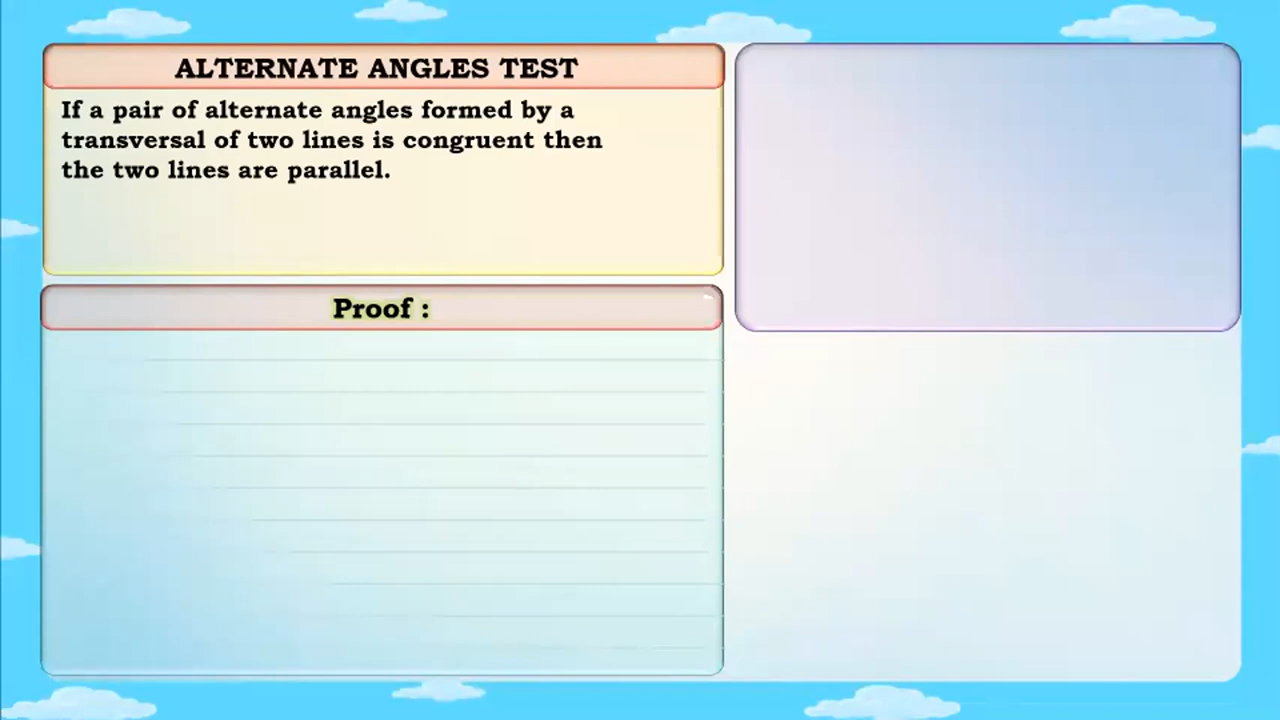 ALTERNATE ANGLES TEST
If a pair of alternate angles formed by a
transversal of two lines is congruent then
the two lines are parallel.
Proof :